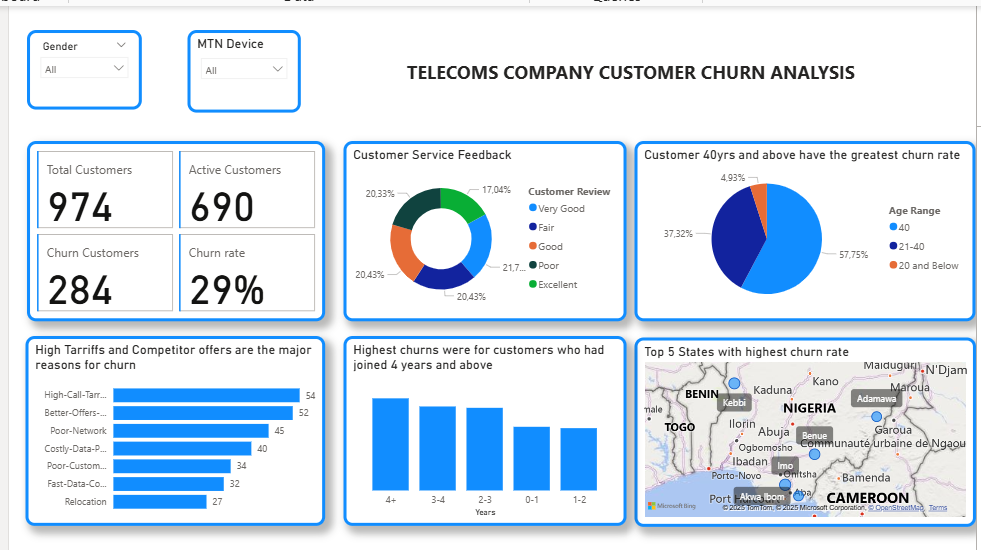 Gender
All
MTN Device
All
TELECOMS COMPANY CUSTOMER CHURN ANALYSIS
Total Customers
974
Active Customers
690
Churn Customers
284
Churn rate
29%
Customer Service Feedback
20,33%
17,04%
20,43%
21,7...
20,43%
Customer Review
Very Good
Fair
Good
Poor
Excellent
Customer 40yrs and above have the greatest churn rate
4,93%
37,32%
57,75%
Age Range
40
21-40
20 and Below
High Tarriffs and Competitor offers are the major
reasons for churn
High-Call-Tarr...
54
Better-Offers-...
52
Poor-Network
45
Costly-Data-P...
40
Poor-Custom...
34
Fast-Data-Co...
32
Relocation
27
Highest churns were for customers who had
joined 4 years and above
4+
3-4
2-3
0-1
1-2
Years
Top 5 States with highest churn rate
Maiduguri
N'Djam
Kano
Kaduna
Maroua
BENIN
Kebbi
Adamawa
NIGERIA
male
TOGO
Ilorin
Abuja
Garoua
Benue
Communauté urbaine de Ngaou
Ogbomosho
Ibadan
Imo
Porto-Novo
Onitsha
Bamenda
Port
Akwa Ibom
Aba
CAMEROON
Microsoft Bing
© 2025 TomTom, © 2025 Microsoft Corporation, © OpenStreetMap, Terms